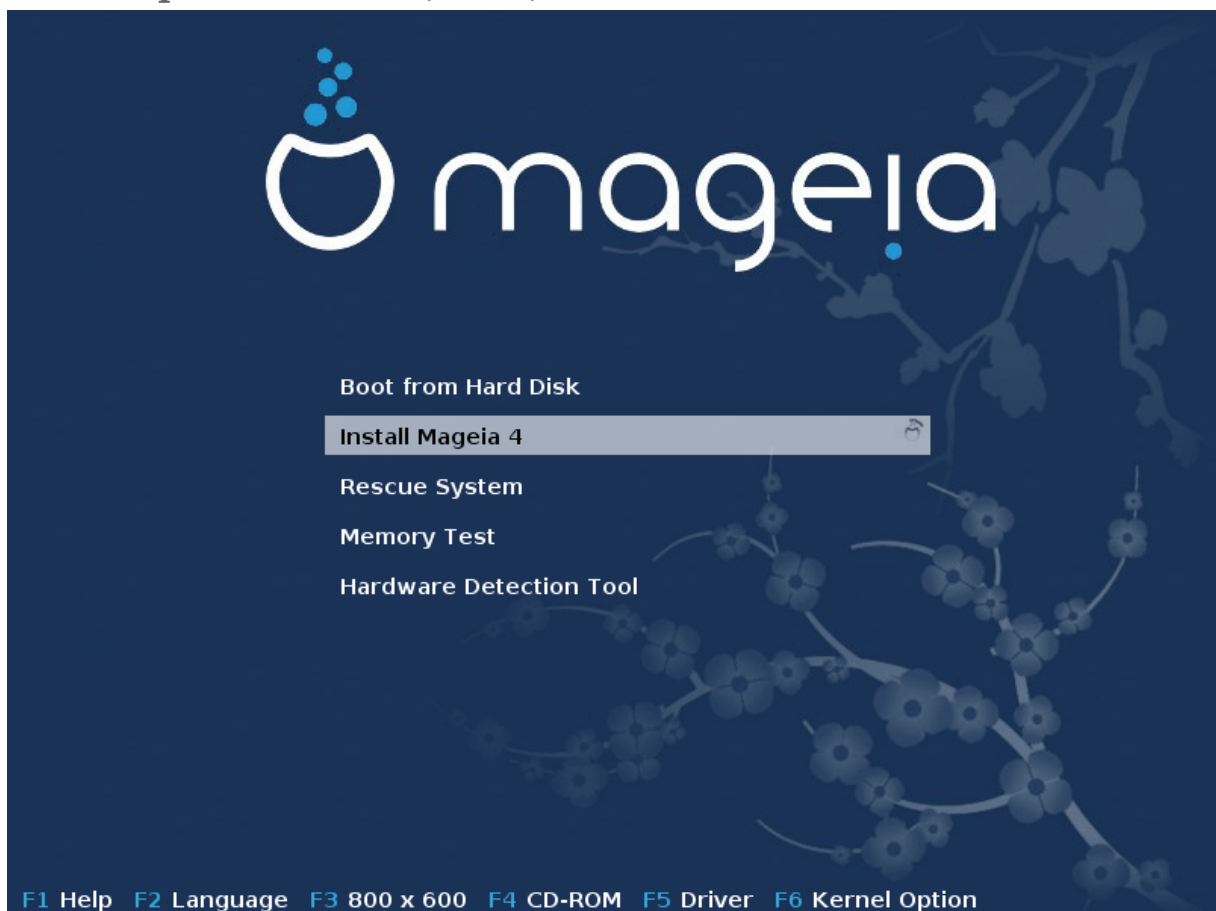 mageia
Boot from Hard Disk
Install Mageia 4
Rescue System
Memory Test
Hardware Detection Tool
F1 Help F2 Language F3 800 x 600 F4 CD-ROM F5 Driver F6 Kernel Option